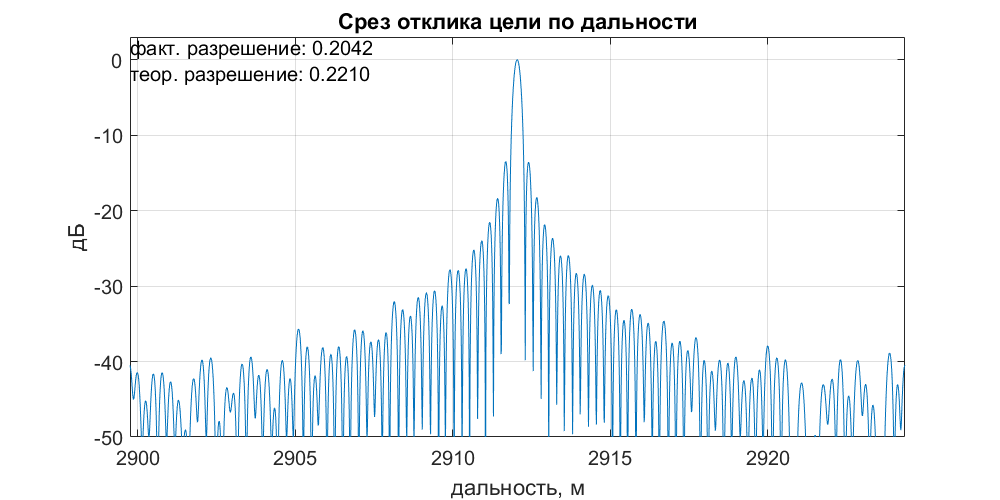 Срез отклика цели по дальности
факт. разрешение: 0.2042
теор. разрешение: 0.2210
0
-10
-20
-30
-40
-50
дБ
2900
2905
2910
2915
2920
дальность, м